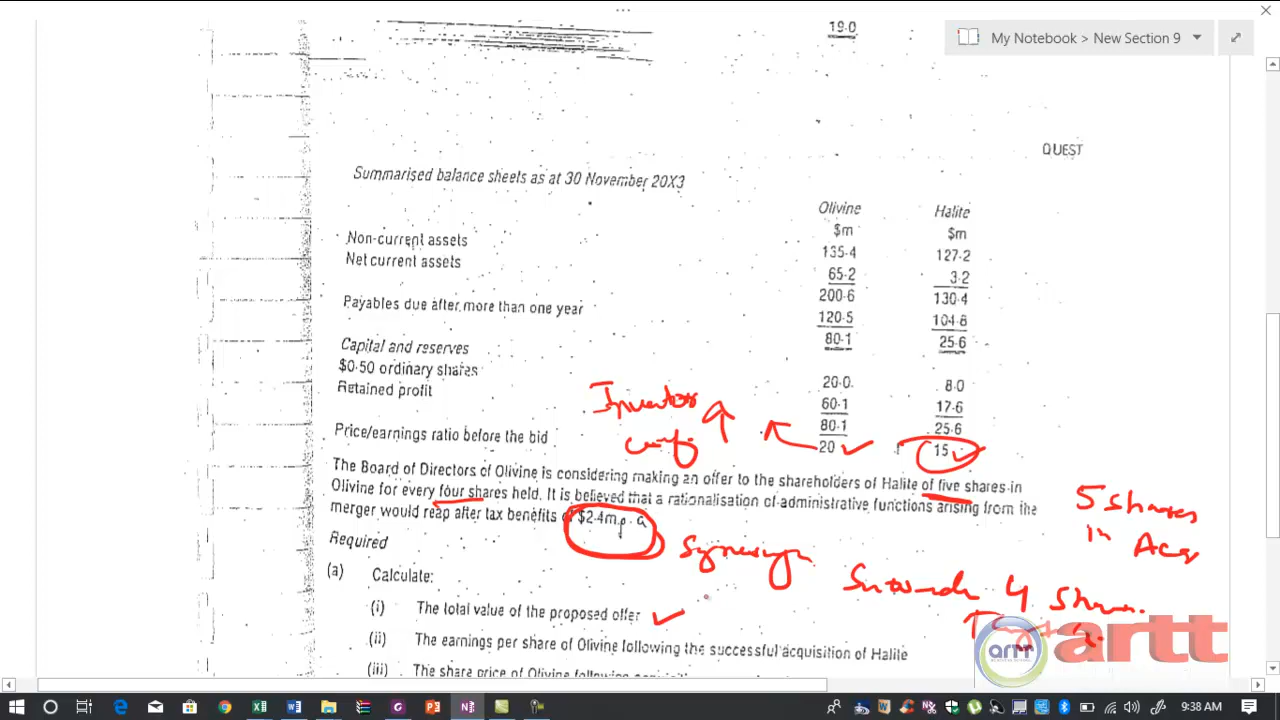 19.0
My Notebook > New Secti
QUEST
Summarised balance sheets as at 30 November 20X3
Olivine Halite
$m $m
Non-current assets 135.4 127.2
Net current assets 65.2 3.2
200.6 130.4
Payables due after more than one year 120.5 104.8
80.1 25.6
Capital and reserves
$0.50 ordinary shares 20.0 8.0
Retained profit 60.1 17.6
80.1 25.6
Price/earnings ratio before the bid 20 15
The Board of Directors of Olivine is considering making an offer to the shareholders of Halite of five shares in
Olivine for every four shares held. It is believed that a rationalisation of administrative functions arising from the
merger would reap after tax benefits of $2.4m p.a
Required
(a) Calculate:
(i) The total value of the proposed offer
(ii) The earnings per share of Olivine following the successful acquisition of Halite
(iii) The share price of Olivine following
5 shares
in Acq
Synergy
4 shares
arm
artt
3:38 AM